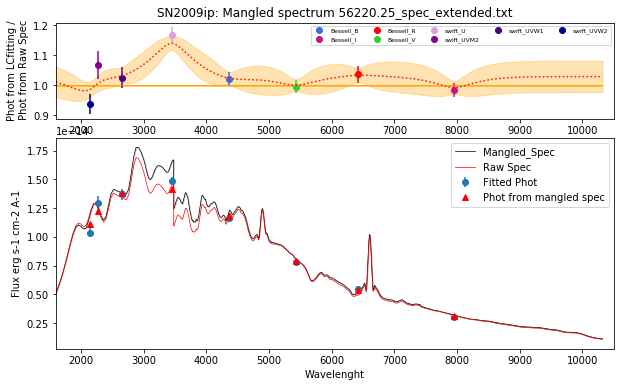 SN2009ip: Mangled spectrum 56220.25_spec_extended.txt
Phot from LCfitting /
Phot from Raw Spec
1.2
1.1
1.0
0.9
Bessell_B
Bessell_I
Bessell_R
Bessell_V
swift_U
swift_UVM2
swift_UVW1
swift_UVW2
2000 3000 4000 5000 6000 7000 8000 9000 10000
1e−14
Flux erg s-1 cm-2 A-1
1.75
1.50
1.25
1.00
0.75
0.50
0.25
Mangled_Spec
Raw Spec
Fitted Phot
Phot from mangled spec
2000 3000 4000 5000 6000 7000 8000 9000 10000
Wavelenght